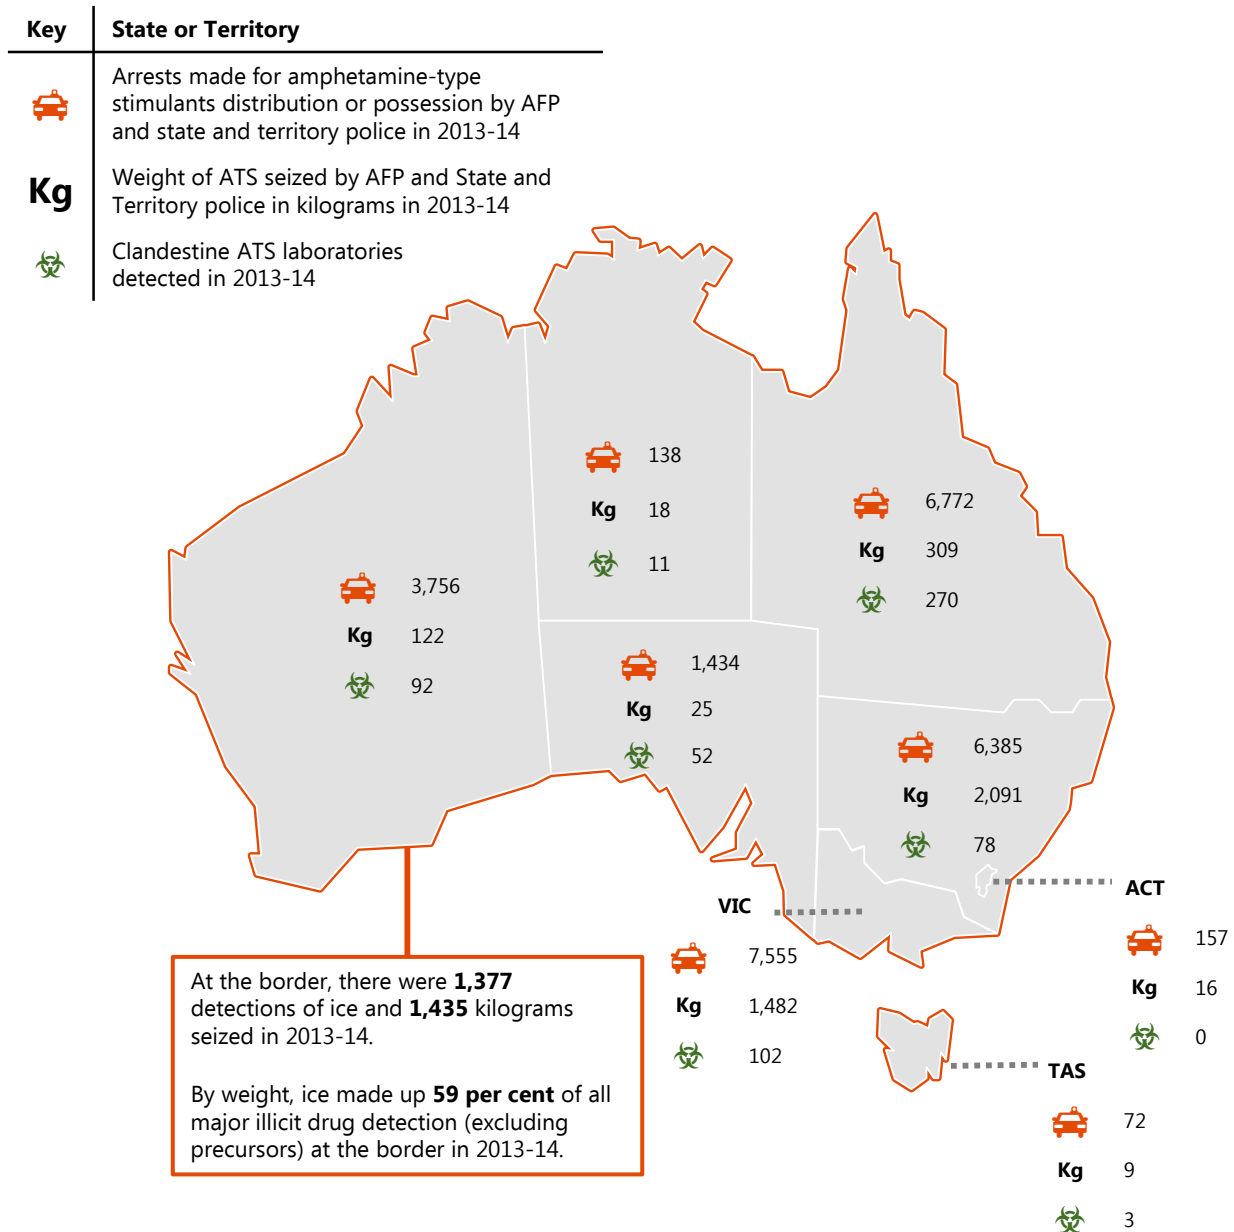 Key State or Territory
Arrests made for amphetamine-type
stimulants distribution or possession by AFP
and state and territory police in 2013-14
Kg
Weight of ATS seized by AFP and State and
Territory police in kilograms in 2013-14
Clandestine ATS laboratories
detected in 2013-14
138
Kg 18
11
6,772
Kg 309
270
3,756
Kg 122
92
1,434
Kg 25
52
6,385
Kg 2,091
78
VIC
7,555
Kg 1,482
102
ACT
157
Kg 16
0
TAS
72
Kg 9
3
At the border, there were 1,377
detections of ice and 1,435 kilograms
seized in 2013-14.
By weight, ice made up 59 per cent of all
major illicit drug detection (excluding
precursors) at the border in 2013-14.